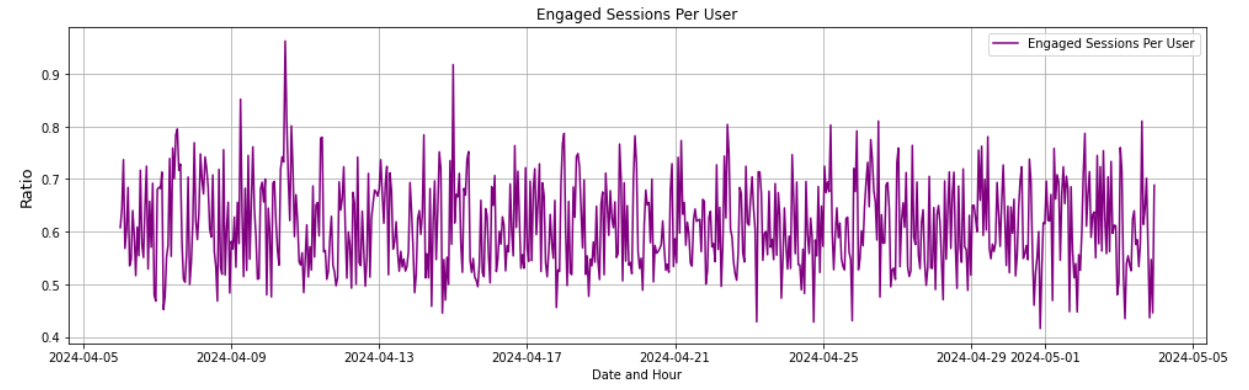 Engaged Sessions Per User
Engaged Sessions Per User
0.9
0.8
0.7
0.6
0.5
0.4
Ratio
2024-04-05 2024-04-09 2024-04-13 2024-04-17 2024-04-21 2024-04-25 2024-04-29 2024-05-01 2024-05-05
Date and Hour